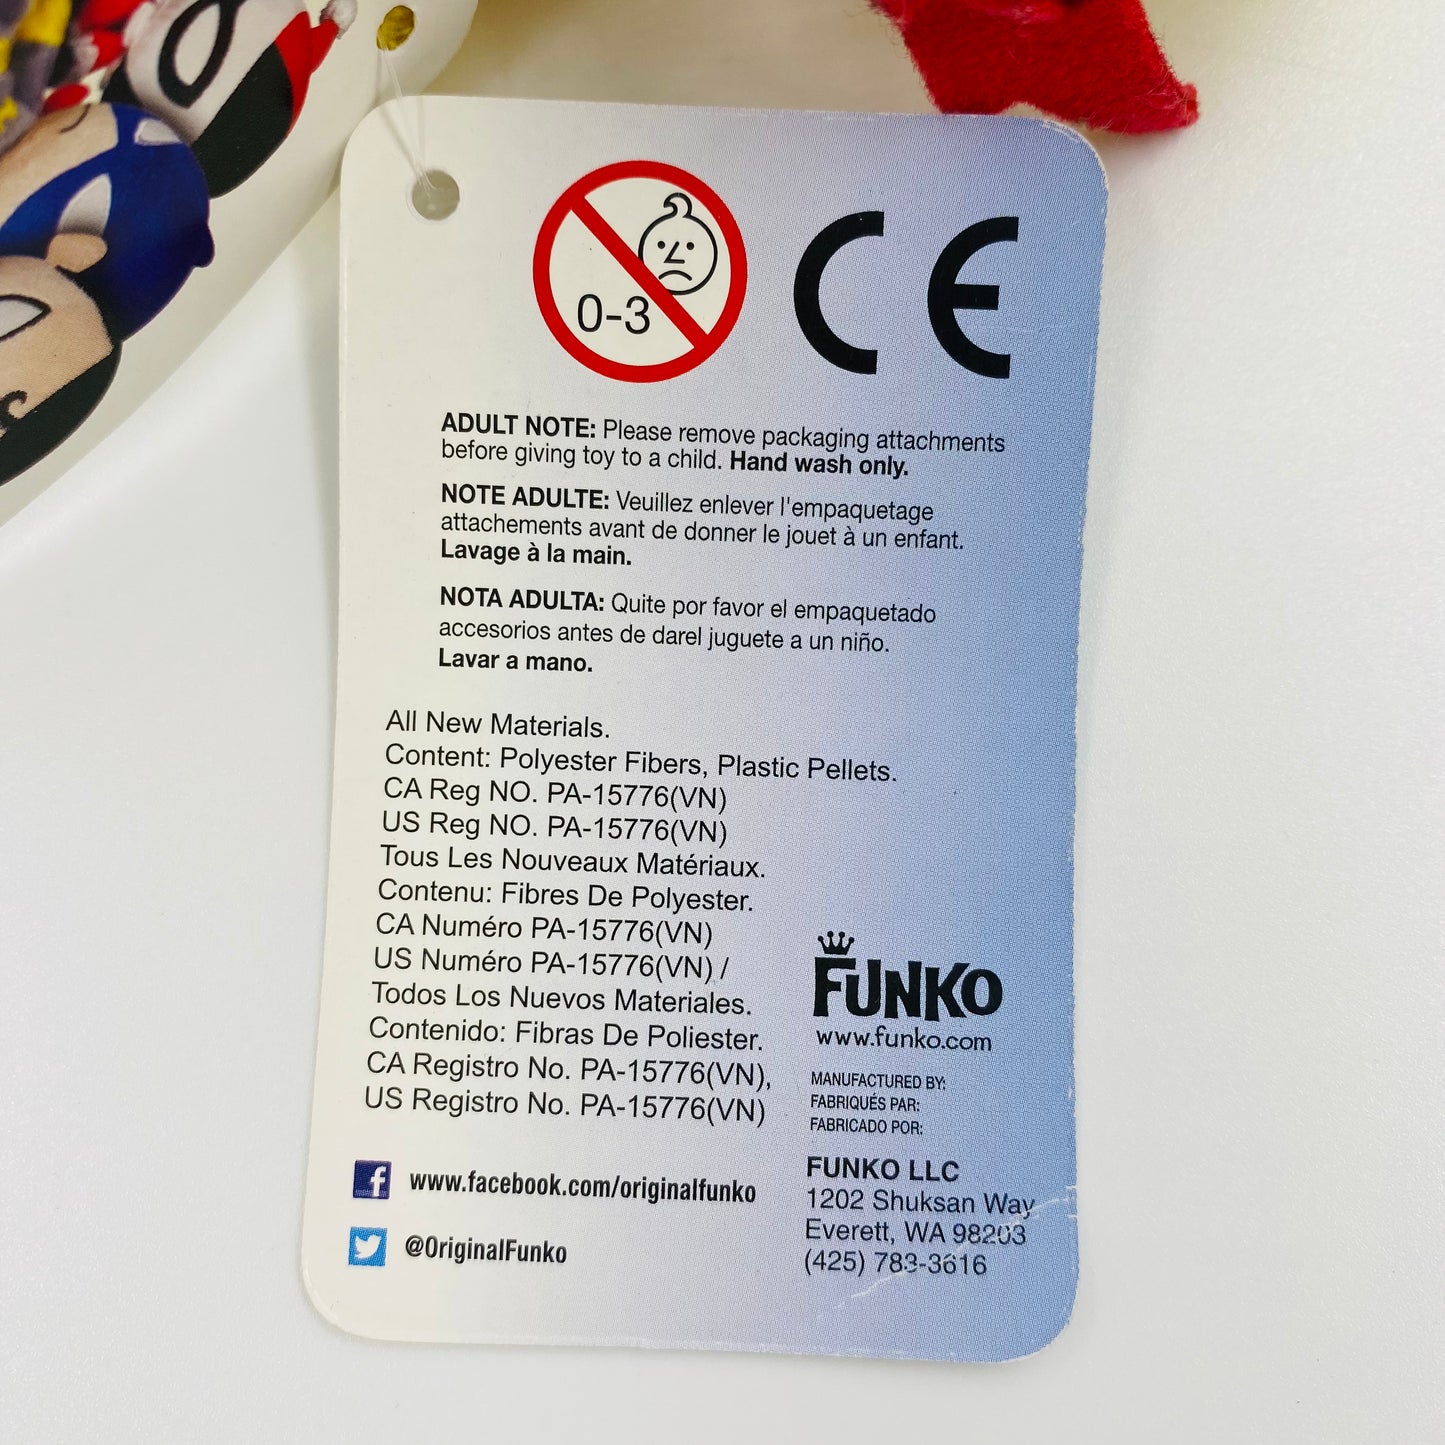 0-3
CE
ADULT NOTE: Please remove packaging attachments
before giving toy to a child. Hand wash only.
NOTE ADULTE: Veuillez enlever l'empaquetage
attachements avant de donner le jouet à un enfant.
Lavage à la main.
NOTA ADULTA: Quite por favor el empaquetado
accesorios antes de darel juguete a un niño.
Lavar a mano.
All New Materials.
Content: Polyester Fibers, Plastic Pellets.
CA Reg NO. PA-15776(VN)
US Reg NO. PA-15776(VN)
Tous Les Nouveaux Matériaux.
Contenu: Fibres De Polyester.
CA Numéro PA-15776(VN)
US Numéro PA-15776(VN) /
Todos Los Nuevos Materiales.
Contenido: Fibras De Poliester.
CA Registro No. PA-15776(VN),
US Registro No. PA-15776(VN)
f www.facebook.com/originalfunko
@OriginalFunko
FUNKO
www.funko.com
MANUFACTURED BY:
FABRIQUÉS PAR:
FABRICADO POR:
FUNKO LLC
1202 Shuksan Way
Everett, WA 98203
(425) 783-3616